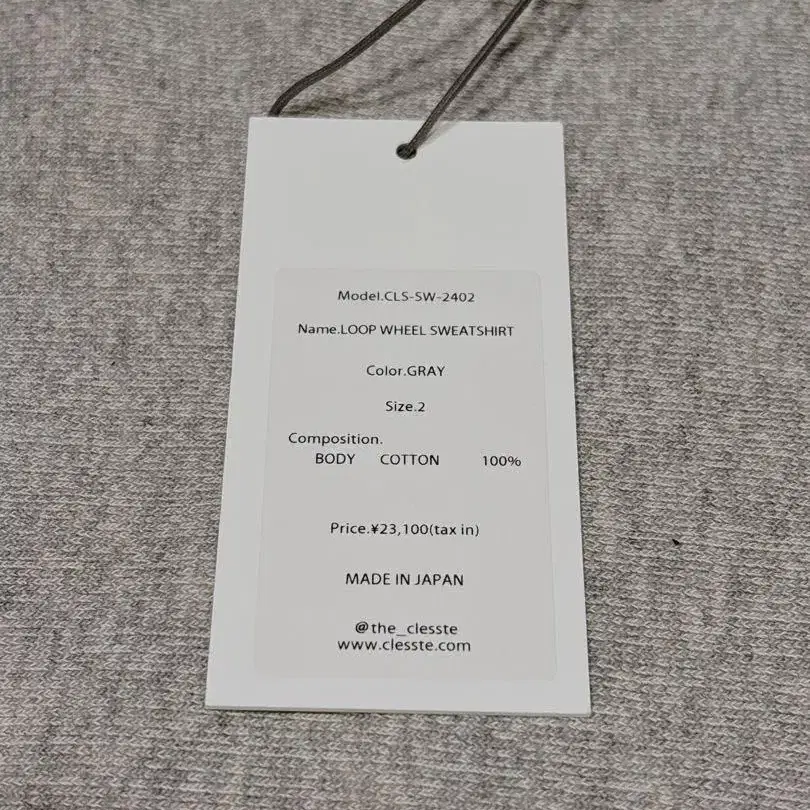 Model.CLS-SW-2402
Name.LOOP WHEEL SWEATSHIRT
Color.GRAY
Size.2
Composition.
BODY COTTON 100%
Price.¥23,100(tax in)
MADE IN JAPAN
@the_clesste
www.clesste.com